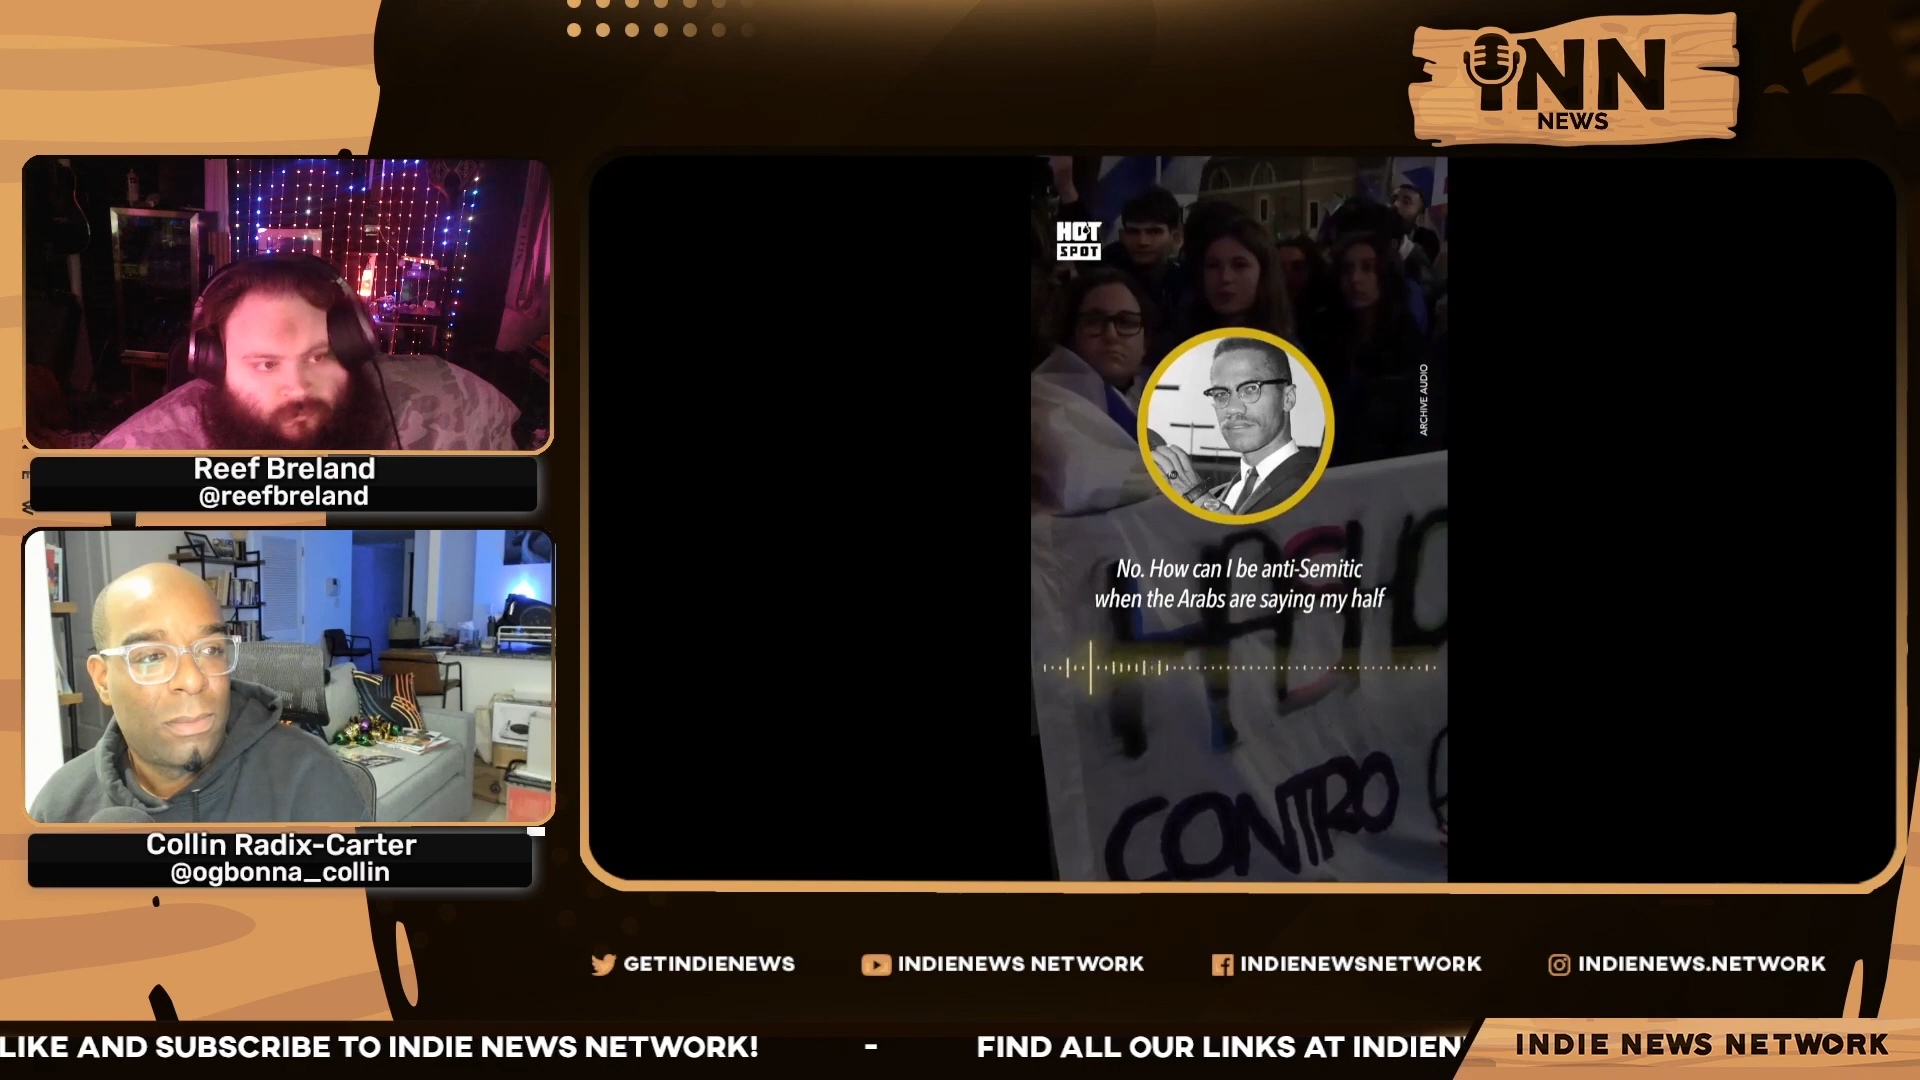 iNN
NEWS
HOT
SPOT
ARCHIVE AUDIO
Reef Breland
@reefbreland
No. How can I be anti-Semitic
when the Arabs are saying my half
CONTRO
Collin Radix-Carter
@ogbonna_collin
GETINDIENEWS
INDIENEWS NETWORK
INDIENEWSNETWORK
INDIENEWS.NETWORK
LIKE AND SUBSCRIBE TO INDIE NEWS NETWORK! - FIND ALL OUR LINKS AT INDIEN
INDIE NEWS NETWORK